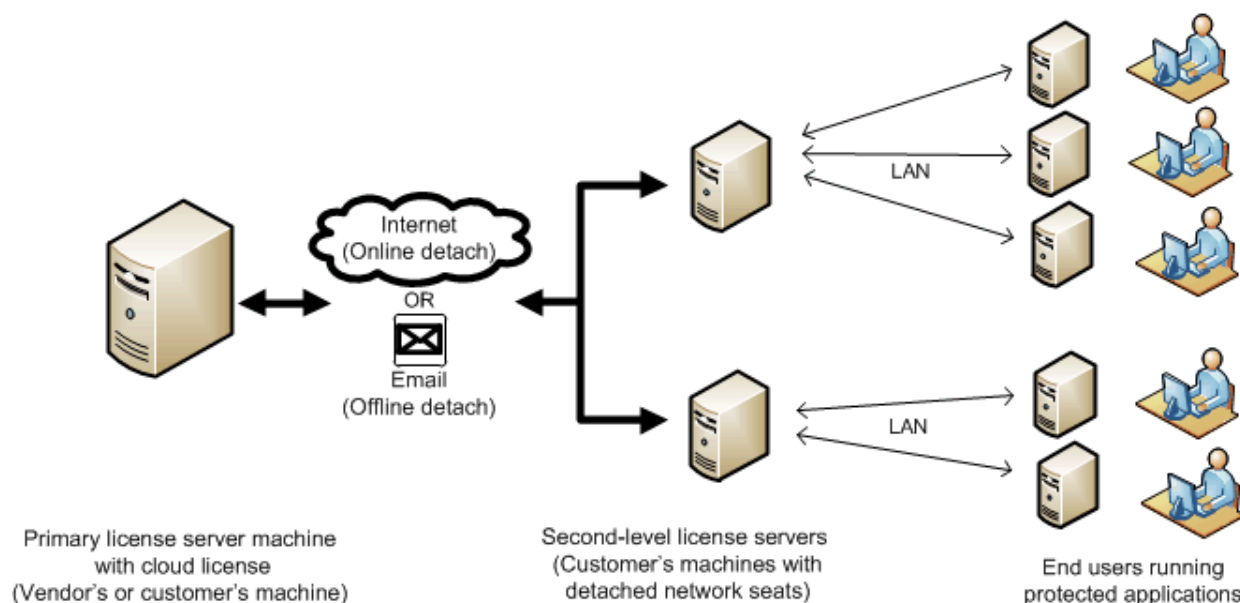 Internet
(Online detach)
OR
Email
(Offline detach)
LAN
LAN
Primary license server machine
with cloud license
(Vendor's or customer's machine)
Second-level license servers
(Customer's machines with
detached network seats)
End users running
protected applications